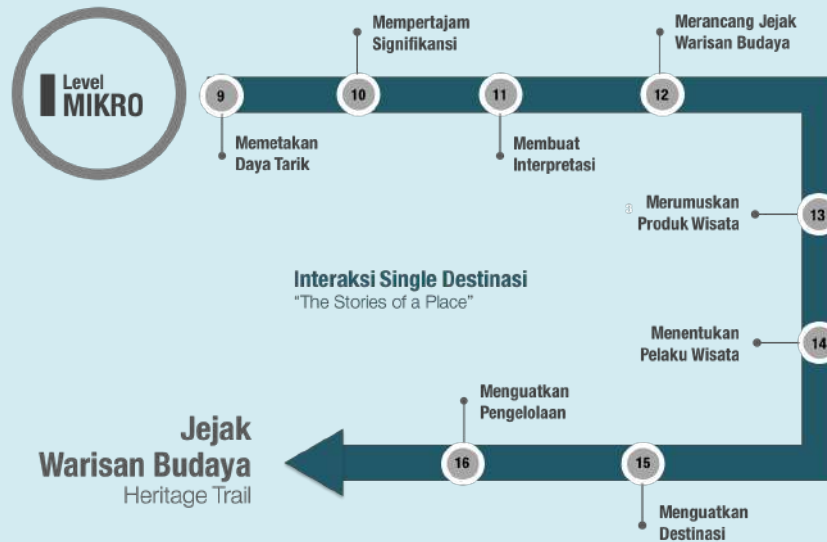 Level
MIKRO
9
Memetakan
Daya Tarik
10
Mempertajam
Signifikansi
11
Membuat
Interpretasi
12
Merancang Jejak
Warisan Budaya
13
Merumuskan
Produk Wisata
14
Menentukan
Pelaku Wisata
Interaksi Single Destinasi
"The Stories of a Place"
15
Menguatkan
Destinasi
16
Menguatkan
Pengelolaan
Jejak
Warisan Budaya
Heritage Trail